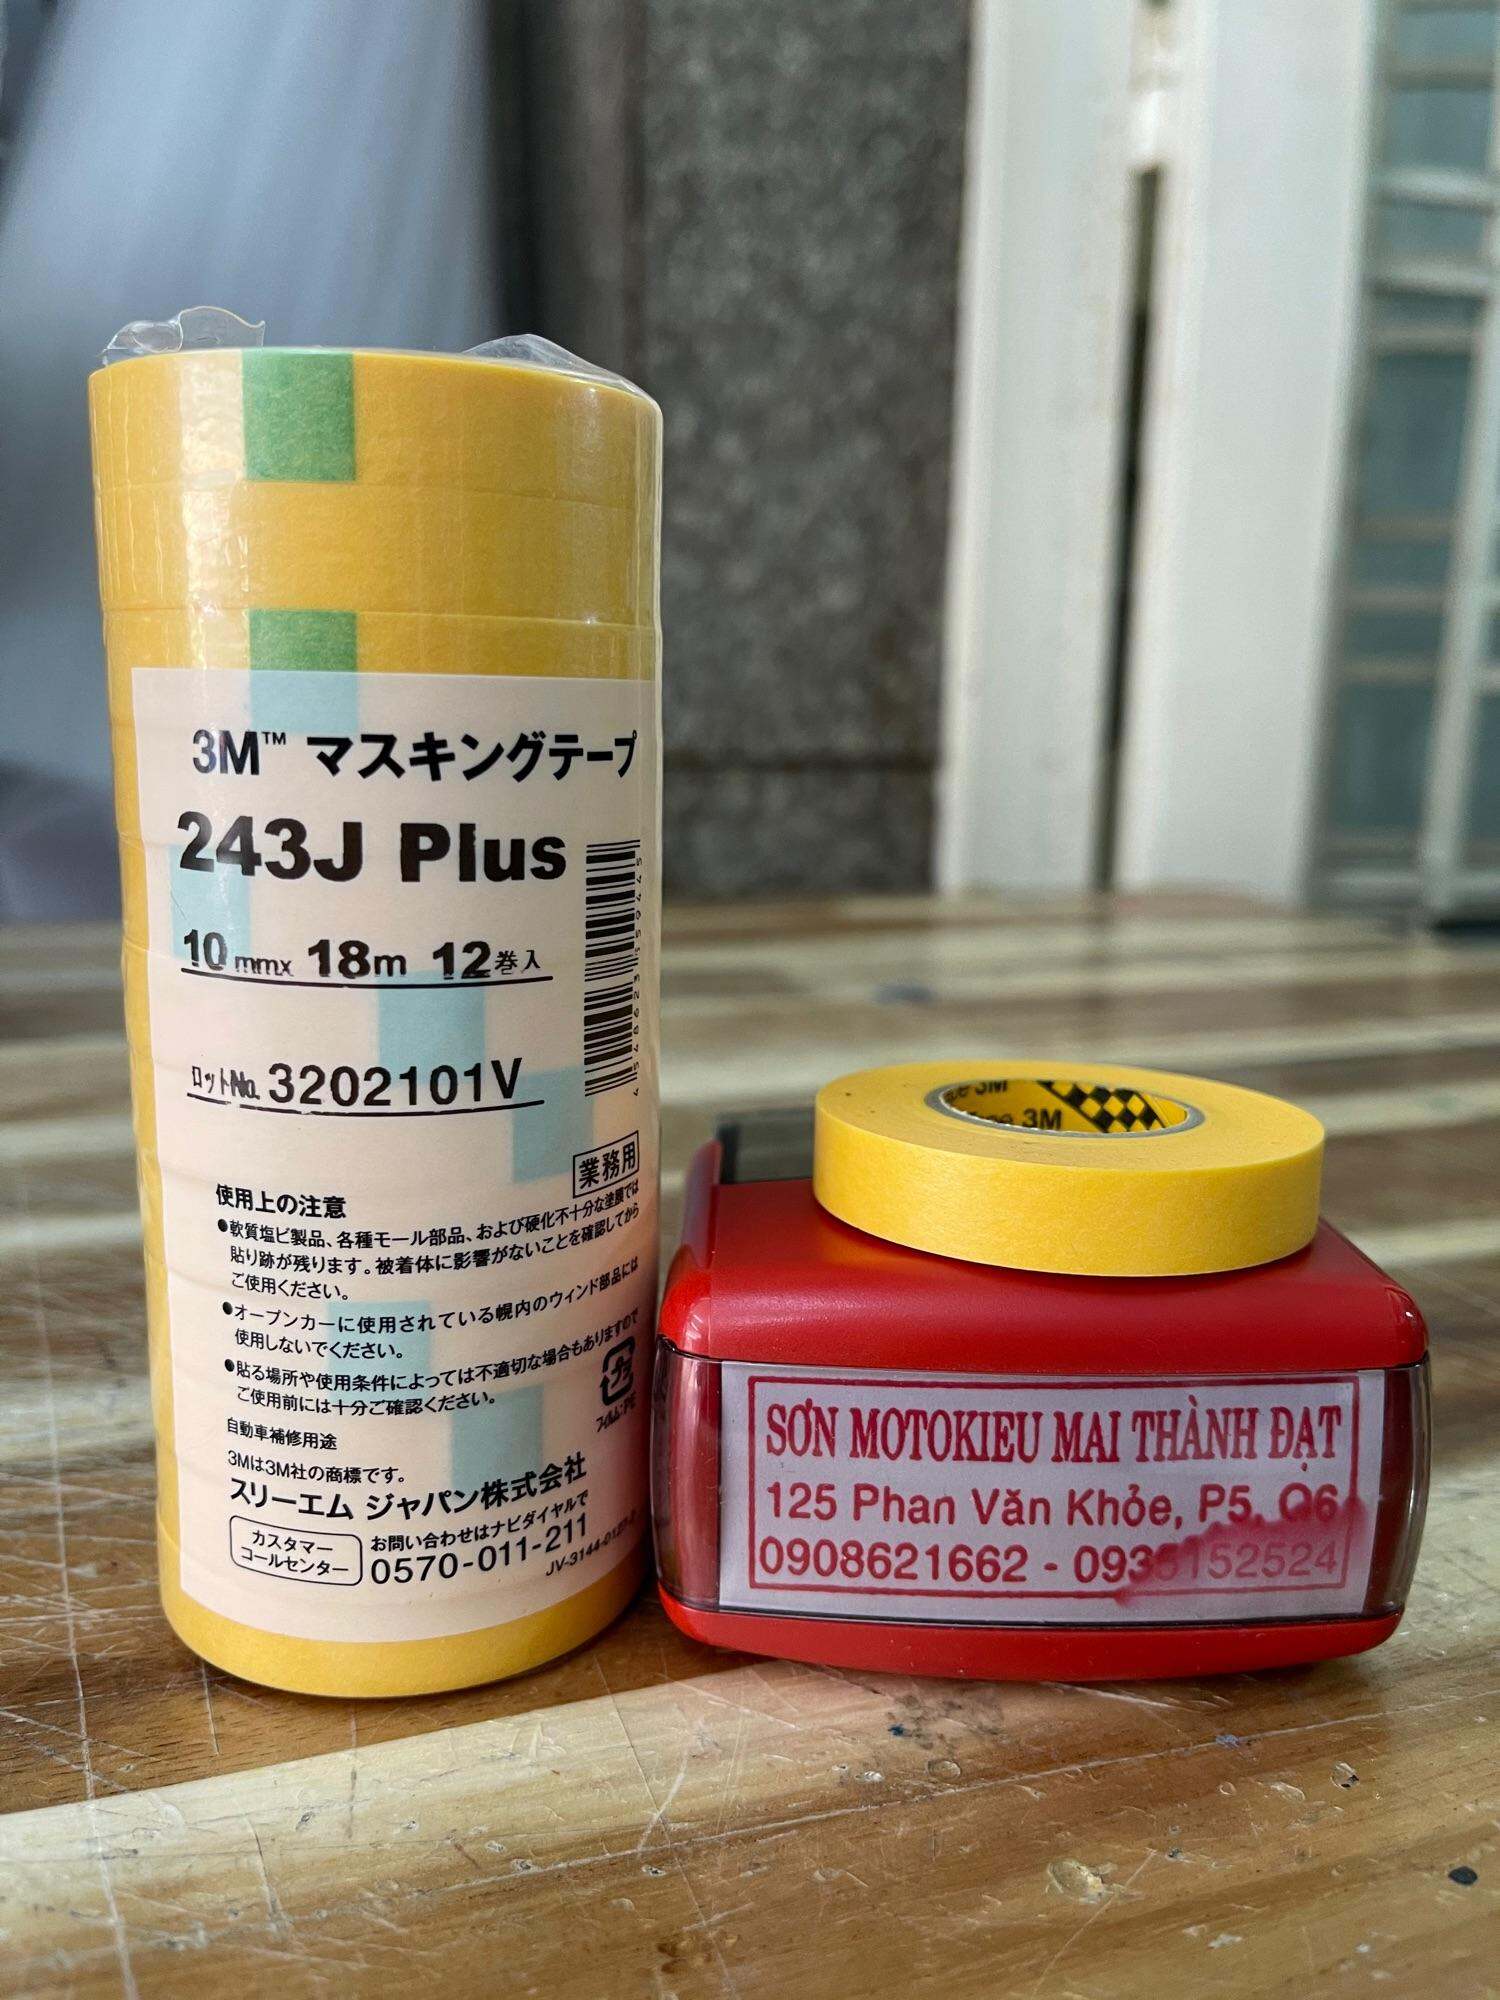 3M™ マスキングテープ
243J Plus
10 mmx 18m 12巻入
ロットNo. 3202101V
業務用
使用上の注意
●軟質塩ビ製品、各種モール部品、および硬化不十分な塗膜では
貼り跡が残ります。被着体に影響がないことを確認してから
ご使用ください。
●オープンカーに使用されている幌内のウィンド部品には
使用しないでください。
●貼る場所や使用条件によっては不適切な場合もありますので
ご使用前には十分ご確認ください。
プラ
フィルム:PE
自動車補修用途
3Mは3M社の商標です。
スリーエム ジャパン株式会社
カスタマー
コールセンター
お問い合わせはナビダイヤルで
0570-011-211
3M
3M
SƠN MOTOKIEU MAI THÀNH ĐẠT
125 Phan Văn Khỏe, P5, Q6
0908621662 - 0935152524